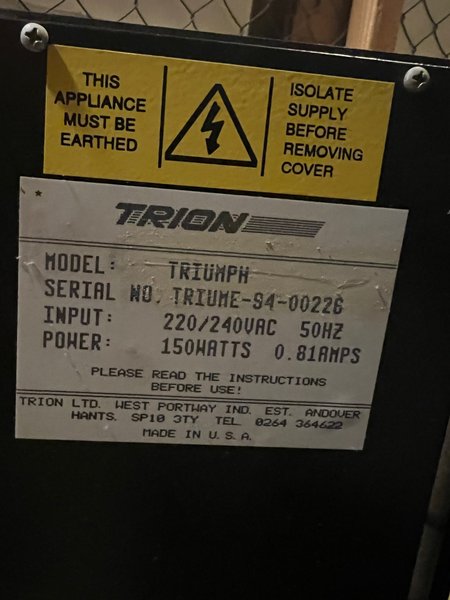 THIS
APPLIANCE
MUST BE
EARTHED
ISOLATE
SUPPLY
BEFORE
REMOVING
COVER
TRION
MODEL: TRIUMPH
SERIAL NO. TRIUME-94-00226
INPUT: 220/240VAC 50HZ
POWER: 150WATTS 0.81AMPS
PLEASE READ THE INSTRUCTIONS
BEFORE USE!
TRION LTD. WEST PORTWAY IND. EST. ANDOVER
HANTS. SP10 3TY TEL 0264 364622
MADE IN U.S.A.